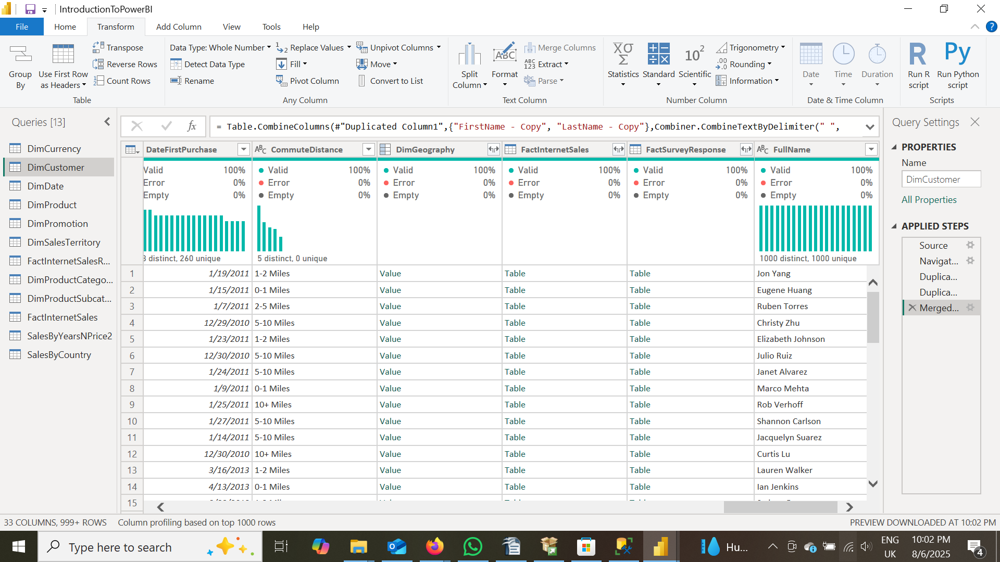 IntroductionToPowerBI
File Home Transform Add Column View Tools Help
Group By
Use First Row as Headers
Transpose
Reverse Rows
Count Rows
Table
Data Type: Whole Number
Detect Data Type
Rename
Replace Values
Fill
Pivot Column
Unpivot Columns
Move
Convert to List
Any Column
Split Column
Format
Merge Columns
Extract
Parse
Text Column
Statistics
Standard
Scientific
Trigonometry
Rounding
Information
Number Column
Date
Time
Duration
Date & Time Column
Run R script
Run Python script
Scripts
Queries [13]
DimCurrency
DimCustomer
DimDate
DimProduct
DimPromotion
DimSalesTerritory
FactInternetSalesR...
DimProductCatego...
DimProductSubcat...
FactInternetSales
SalesByYearsNPrice2
SalesByCountry
fx = Table.CombineColumns(#"Duplicated Column1",{"FirstName - Copy", "LastName - Copy"},Combiner.CombineTextByDelimiter(" ",
DateFirstPurchase CommuteDistance DimGeography FactInternetSales FactSurveyResponse FullName
Valid 100% Valid 100% Valid 100% Valid 100% Valid 100% Valid 100%
Error 0% Error 0% Error 0% Error 0% Error 0% Error 0%
Empty 0% Empty 0% Empty 0% Empty 0% Empty 0% Empty 0%
distinct, 260 unique 5 distinct, 0 unique 1000 distinct, 1000 unique
1 1/19/2011 1-2 Miles Value Table Table Jon Yang
2 1/15/2011 0-1 Miles Value Table Table Eugene Huang
3 1/7/2011 2-5 Miles Value Table Table Ruben Torres
4 12/29/2010 5-10 Miles Value Table Table Christy Zhu
5 1/23/2011 1-2 Miles Value Table Table Elizabeth Johnson
6 12/30/2010 5-10 Miles Value Table Table Julio Ruiz
7 1/24/2011 5-10 Miles Value Table Table Janet Alvarez
8 1/9/2011 0-1 Miles Value Table Table Marco Mehta
9 1/25/2011 10+ Miles Value Table Table Rob Verhoff
10 1/27/2011 5-10 Miles Value Table Table Shannon Carlson
11 1/14/2011 5-10 Miles Value Table Table Jacquelyn Suarez
12 12/30/2010 10+ Miles Value Table Table Curtis Lu
13 3/16/2013 1-2 Miles Value Table Table Lauren Walker
14 4/13/2013 0-1 Miles Value Table Table Ian Jenkins
15
Query Settings
PROPERTIES
Name
DimCustomer
All Properties
APPLIED STEPS
Source
Navigat...
Duplica...
Duplica...
Merged...
33 COLUMNS, 999+ ROWS Column profiling based on top 1000 rows PREVIEW DOWNLOADED AT 10:02 PM
Type here to search
Hu...
ENG
UK
10:02 PM
8/6/2025
4